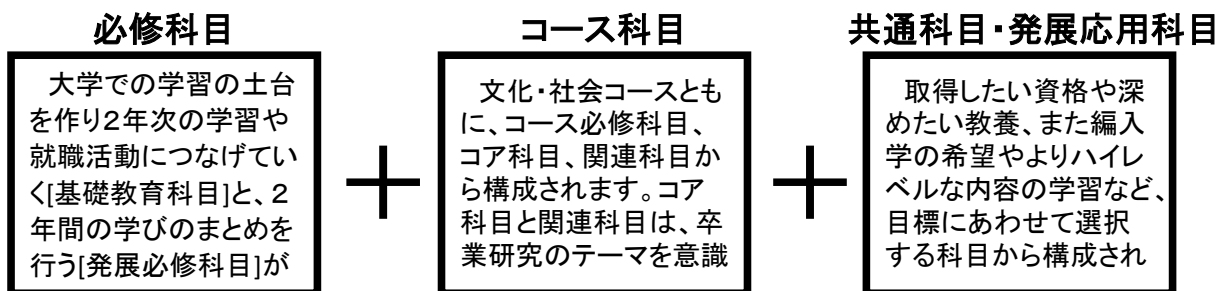 必修科目
大学での学習の土台
を作り2年次の学習や
就職活動につなげてい
く[基礎教育科目]と、2
年間の学びのまとめを
行う[発展必修科目]が
＋
コース科目
文化・社会コースとも
に、コース必修科目、
コア科目、関連科目か
ら構成されます。コア
科目と関連科目は、卒
業研究のテーマを意識
＋
共通科目・発展応用科目
取得したい資格や深
めたい教養、また編入
学の希望やよりハイレ
ベルな内容の学習など、
目標にあわせて選択
する科目から構成され